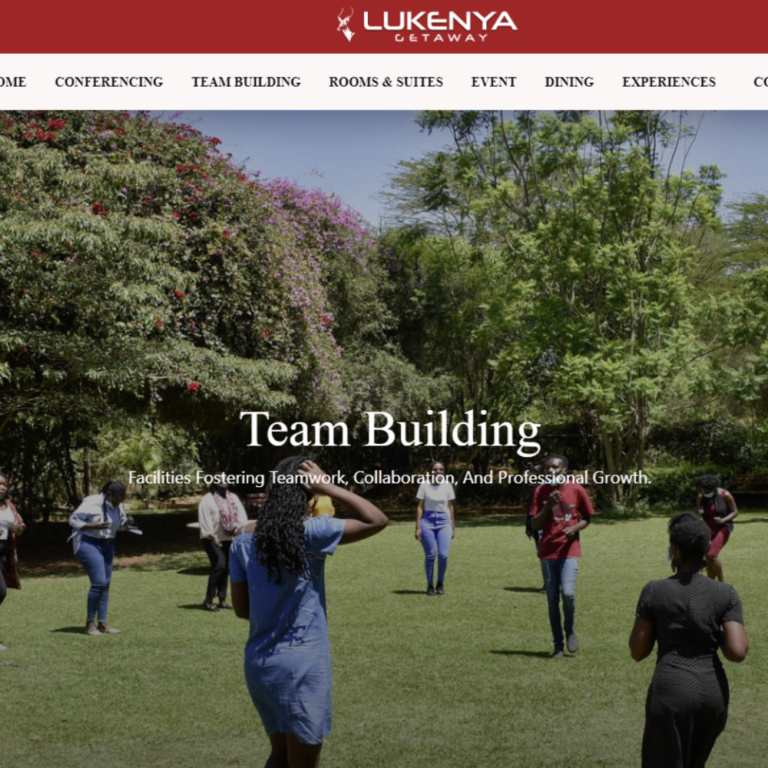 LUKENYA
GETAWAY
OME CONFERENCING TEAM BUILDING ROOMS & SUITES EVENT DINING EXPERIENCES CO
Team Building
Facilities Fostering Teamwork, Collaboration, And Professional Growth.